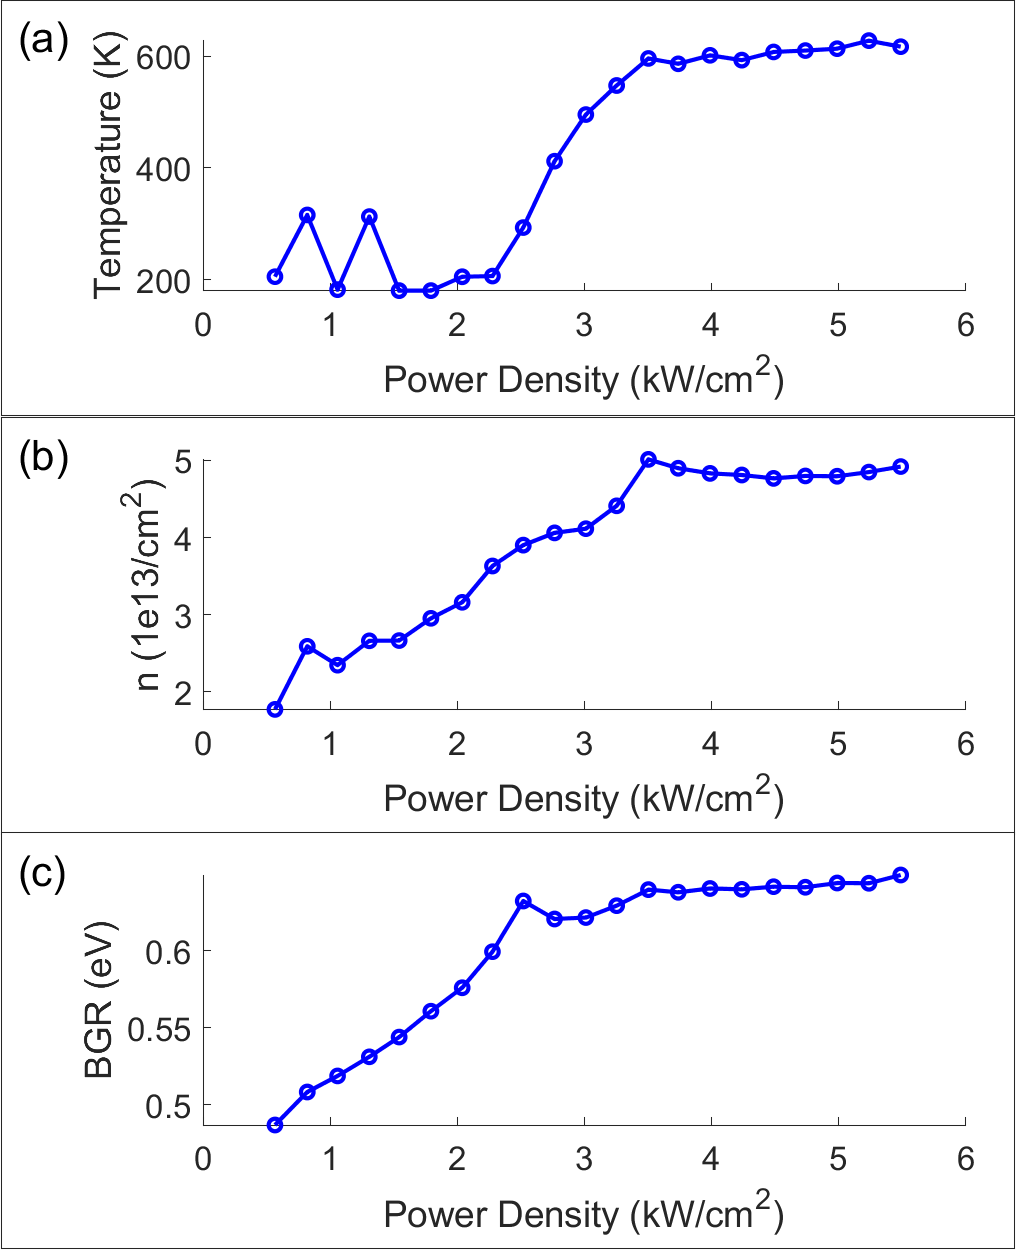 (a)
Temperature (K)
600
400
200
0 1 2 3 4 5 6
Power Density (kW/cm²)
(b)
n (1e13/cm²)
5
4
3
2
0 1 2 3 4 5 6
Power Density (kW/cm²)
(c)
BGR (eV)
0.6
0.55
0.5
0 1 2 3 4 5 6
Power Density (kW/cm²)